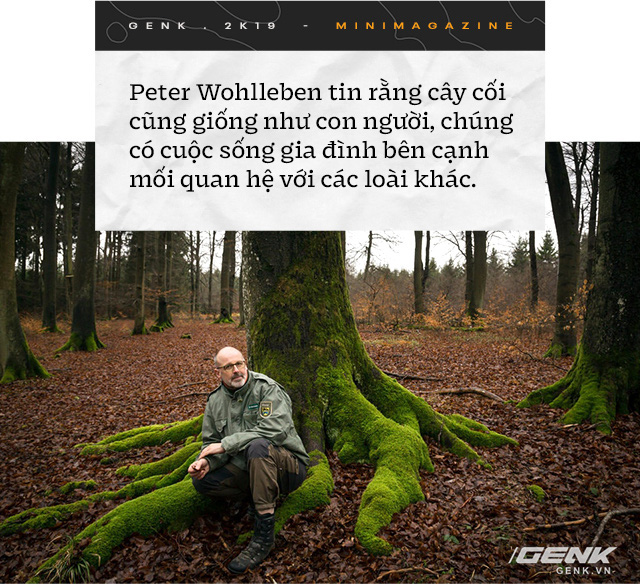 GENK . 2K19 - MINIMAGAZINE
Peter Wohlleben tin rằng cây cối
cũng giống như con người, chúng
có cuộc sống gia đình bên cạnh
mối quan hệ với các loài khác.
GENK
GENK.VN